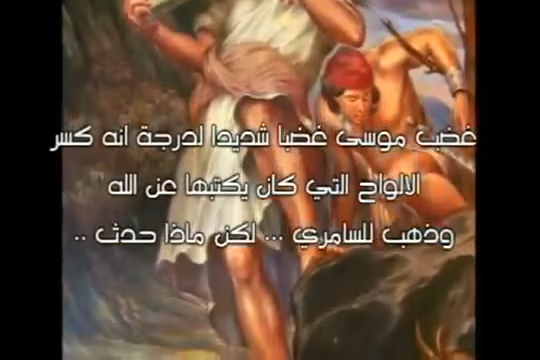 غضب موسى غضبا شديدا لدرجة انه كسر
الالواح التي كان يكتبها عن الله
وذهب للسامري ... لكن ماذا حدث ..